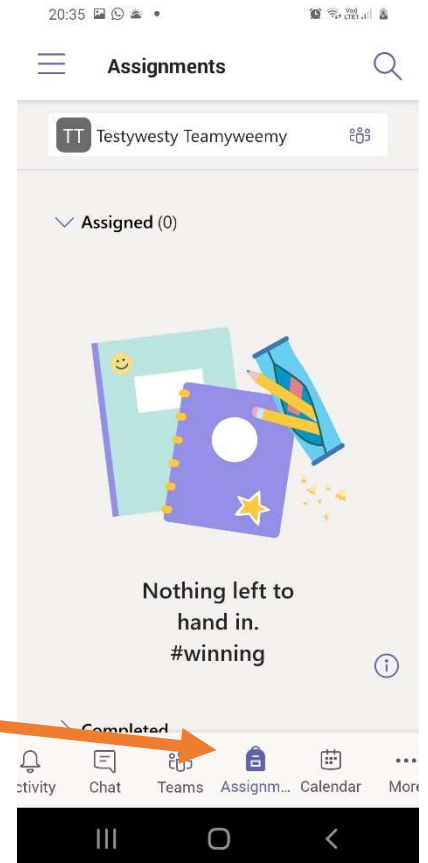 20:35
Assignments
TT Testywesty Teamyweemy
Assigned (0)
Nothing left to
hand in.
#winning
Completed
ctivity Chat Teams Assignm... Calendar More